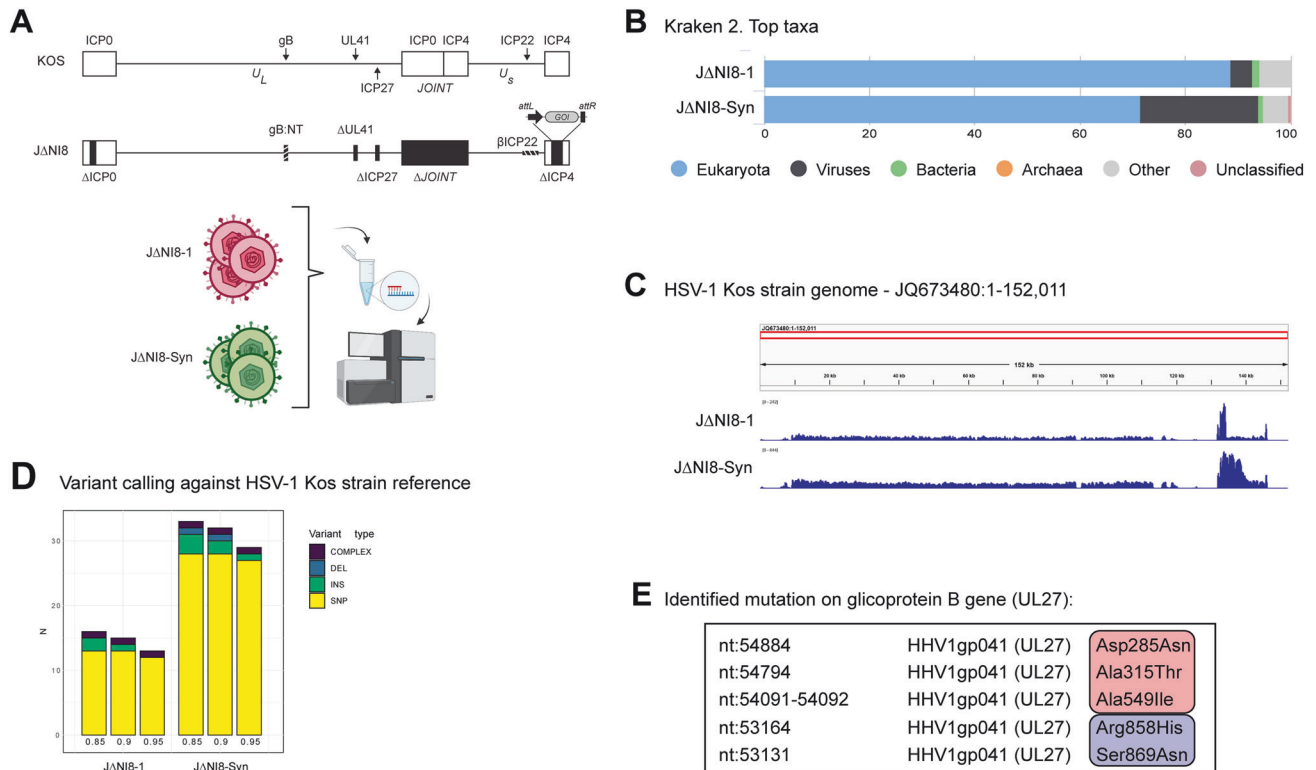 A
ICP0 gB UL41 ICP0 ICP4 ICP22 ICP4
KOS
UL ICP27 JOINT Us
attL GOI attR
gB:NT ΔUL41 βICP22
JΔNI8
ΔICP0 ΔICP27 ΔJOINT ΔICP4
JΔNI8-1
JΔNI8-Syn
B Kraken 2. Top taxa
JΔNI8-1
JΔNI8-Syn
0 20 40 60 80 100
Eukaryota Viruses Bacteria Archaea Other Unclassified
C HSV-1 Kos strain genome - JQ673480:1-152,011
JQ673480:1-152,011
152 kb
20 kb 40 kb 60 kb 80 kb 100 kb 120 kb 140 kb
JΔNI8-1
JΔNI8-Syn
D Variant calling against HSV-1 Kos strain reference
Variant type
COMPLEX
DEL
INS
SNP
N
30
20
10
0
0.85 0.9 0.95 0.85 0.9 0.95
JΔNI8-1 JΔNI8-Syn
E Identified mutation on glicoprotein B gene (UL27):
nt:54884 HHV1gp041 (UL27) Asp285Asn
nt:54794 HHV1gp041 (UL27) Ala315Thr
nt:54091-54092 HHV1gp041 (UL27) Ala549Ile
nt:53164 HHV1gp041 (UL27) Arg858His
nt:53131 HHV1gp041 (UL27) Ser869Asn